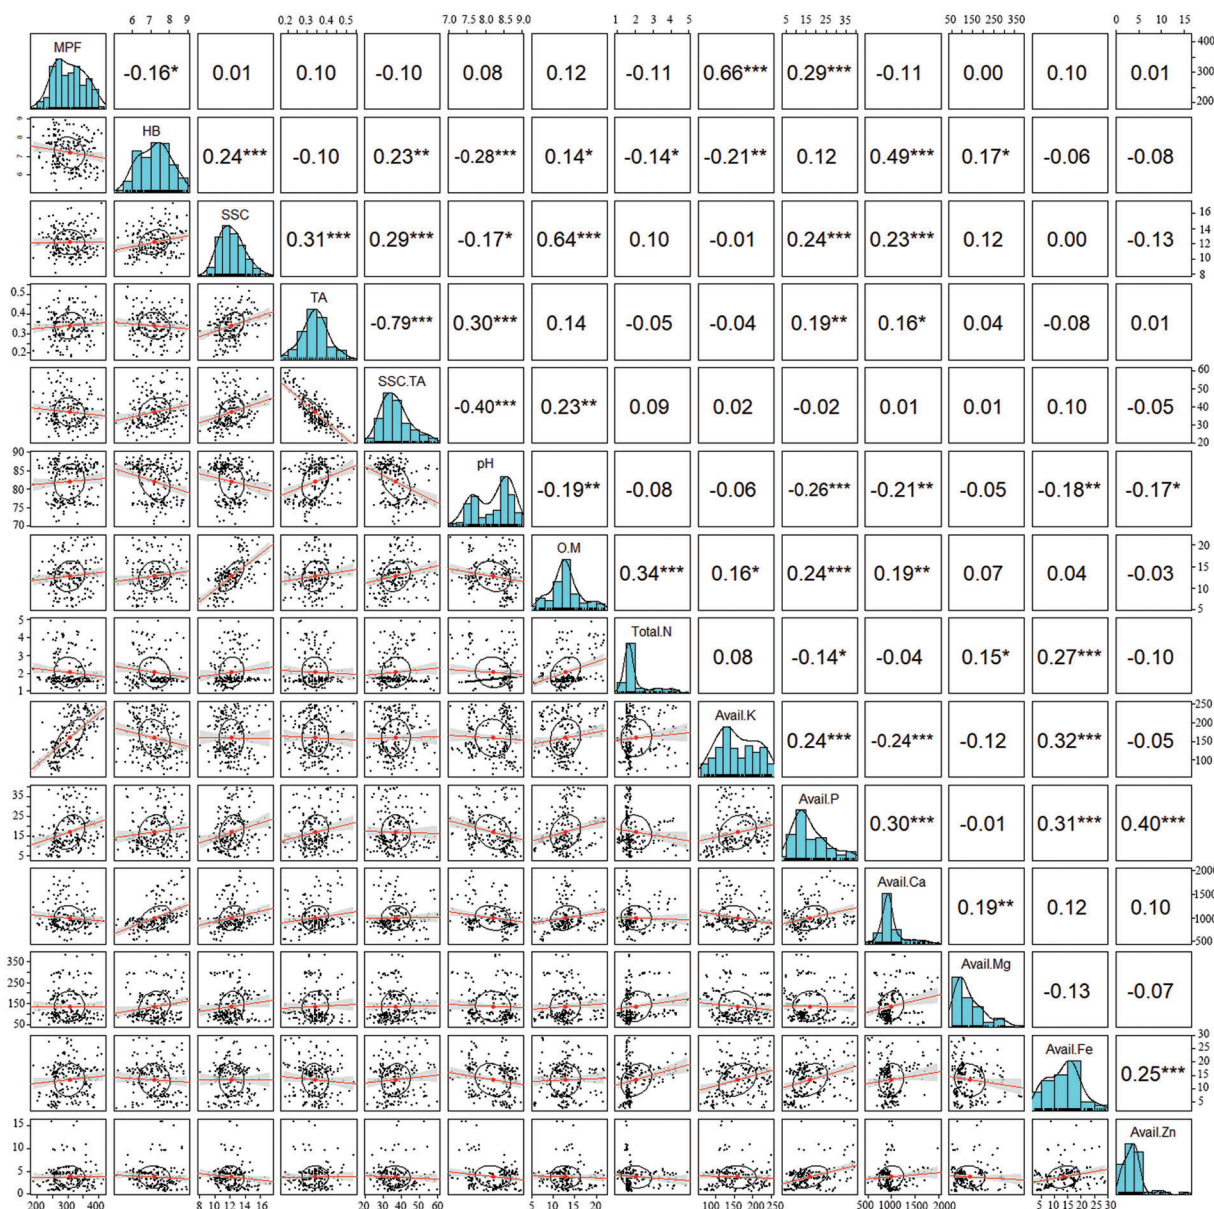 6 7 8 9 0.2 0.3 0.4 0.5 7.0 7.5 8.0 8.5 9.0 1 2 3 4 5 5 15 25 35 50 150 250 350 0 5 10 15
MPF -0.16* 0.01 0.10 -0.10 0.08 0.12 -0.11 0.66*** 0.29*** -0.11 0.00 0.10 0.01 200 300 400
6 7 8 9 HB 0.24*** -0.10 0.23** -0.28*** 0.14* -0.14* -0.21** 0.12 0.49*** 0.17* -0.06 -0.08
SSC 0.31*** 0.29*** -0.17* 0.64*** 0.10 -0.01 0.24*** 0.23*** 0.12 0.00 -0.13 8 10 12 14 16
0.2 0.3 0.4 0.5 TA -0.79*** 0.30*** 0.14 -0.05 -0.04 0.19** 0.16* 0.04 -0.08 0.01
SSC.TA -0.40*** 0.23** 0.09 0.02 -0.02 0.01 0.01 0.10 -0.05 20 30 40 50 60
70 75 80 85 90 pH -0.19** -0.08 -0.06 -0.26*** -0.21** -0.05 -0.18** -0.17*
O.M 0.34*** 0.16* 0.24*** 0.19** 0.07 0.04 -0.03 5 10 15 20
1 2 3 4 5 Total.N 0.08 -0.14* -0.04 0.15* 0.27*** -0.10
Avail.K 0.24*** -0.24*** -0.12 0.32*** -0.05 100 150 200 250
5 15 25 35 Avail.P 0.30*** -0.01 0.31*** 0.40***
Avail.Ca 0.19** 0.12 0.10 500 1000 2000
50 150 250 350 Avail.Mg -0.13 -0.07
Avail.Fe 0.25*** 5 10 15 20 25 30
0 5 10 15 Avail.Zn
200 300 400 8 10 12 14 16 20 30 40 50 60 5 10 15 20 100 150 200 250 500 1000 2000 5 10 15 20 25 30